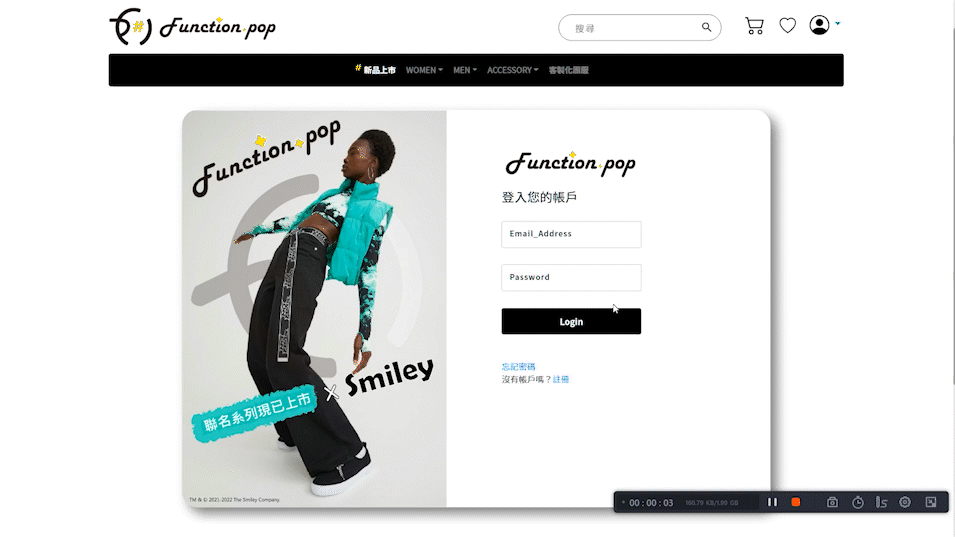 Function.pop
搜尋
# 新品上市 WOMEN MEN ACCESSORY 客製化團服
Function.pop
Smiley
聯名系列現已上市
TM & © 2021-2022 The Smiley Company.
Function.pop
登入您的帳戶
Email_Address
Password
Login
忘記密碼
沒有帳戶嗎？註冊
00:00:03